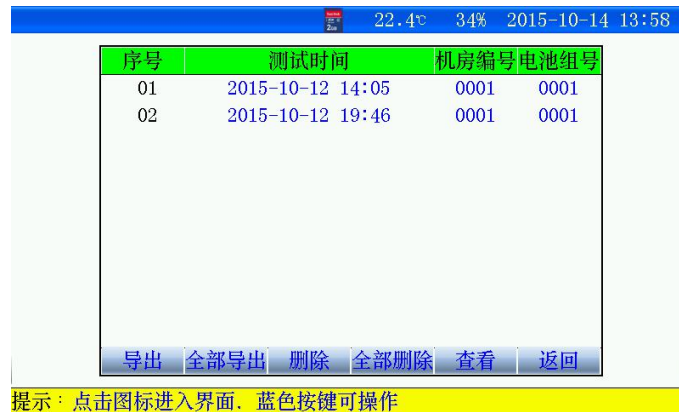 22.4℃ 34% 2015-10-14 13:58
序号 测试时间 机房编号 电池组号
01 2015-10-12 14:05 0001 0001
02 2015-10-12 19:46 0001 0001
导出 全部导出 删除 全部删除 查看 返回
提示:点击图标进入界面.蓝色按键可操作